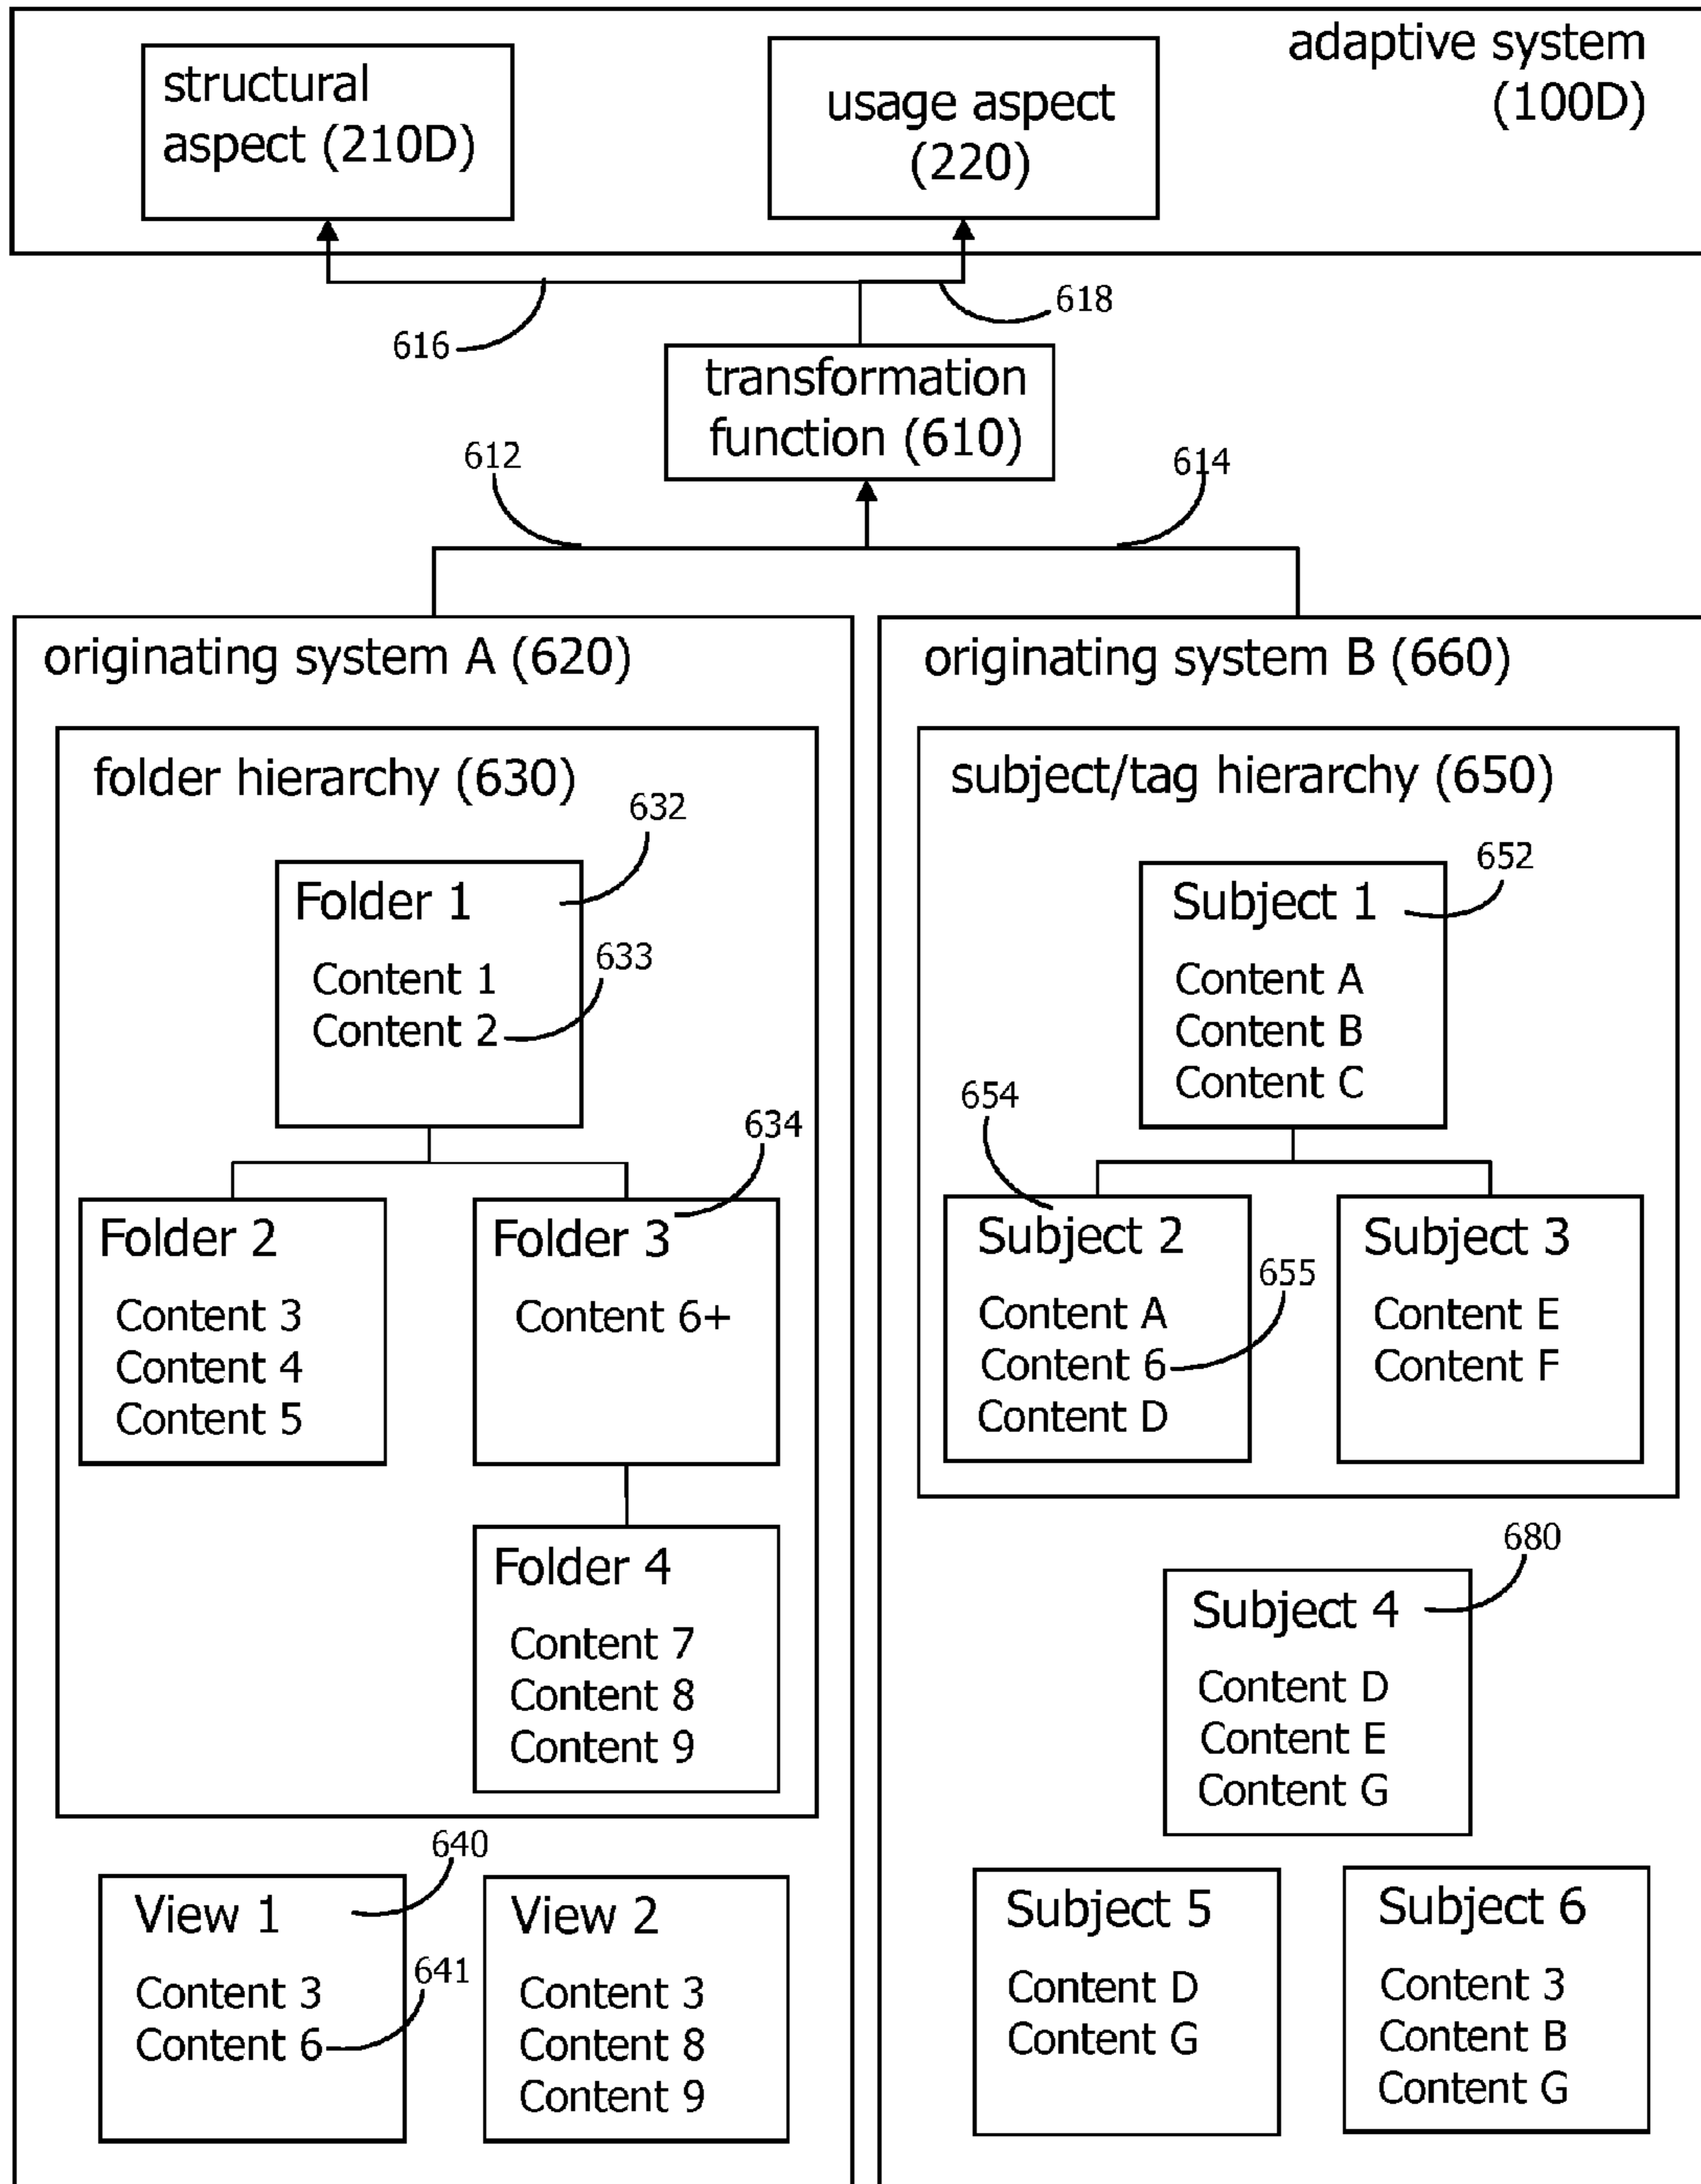 adaptive system
(100D)
structural
aspect (210D)
usage aspect
(220)
616
618
transformation
function (610)
612
614
originating system A (620)
folder hierarchy (630)
632
Folder 1
633
Content 1
Content 2
634
Folder 2
Content 3
Content 4
Content 5
Folder 3
Content 6+
Folder 4
Content 7
Content 8
Content 9
640
View 1
641
Content 3
Content 6
View 2
Content 3
Content 8
Content 9
originating system B (660)
subject/tag hierarchy (650)
652
Subject 1
Content A
Content B
Content C
654
Subject 2
655
Content A
Content 6
Content D
Subject 3
Content E
Content F
680
Subject 4
Content D
Content E
Content G
Subject 5
Content D
Content G
Subject 6
Content 3
Content B
Content G